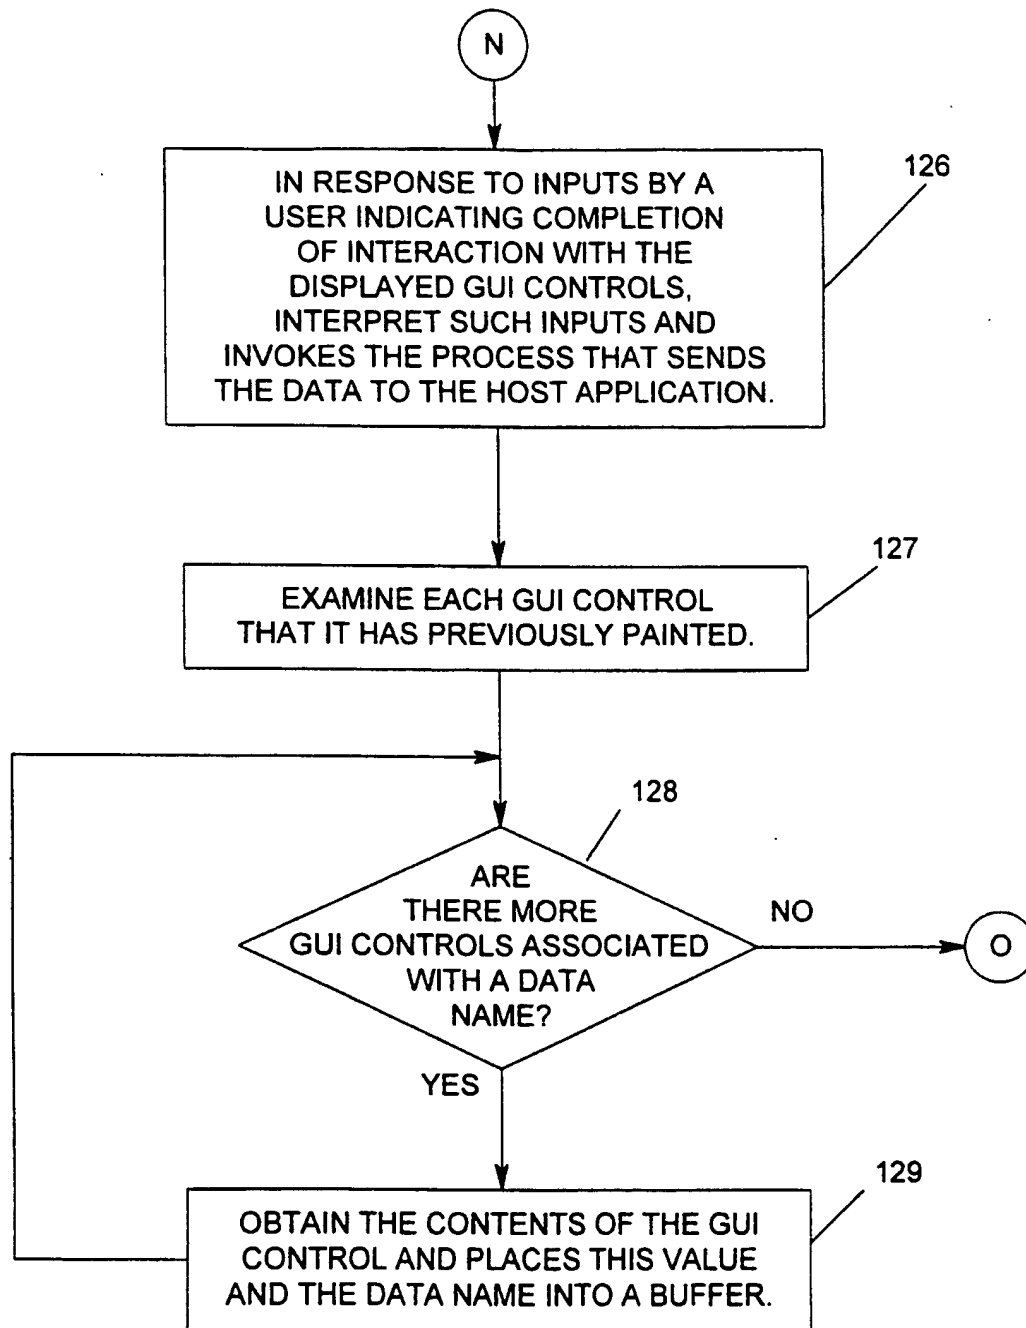 N
IN RESPONSE TO INPUTS BY A
USER INDICATING COMPLETION
OF INTERACTION WITH THE
DISPLAYED GUI CONTROLS,
INTERPRET SUCH INPUTS AND
INVOKES THE PROCESS THAT SENDS
THE DATA TO THE HOST APPLICATION.
126
EXAMINE EACH GUI CONTROL
THAT IT HAS PREVIOUSLY PAINTED.
127
ARE
THERE MORE
GUI CONTROLS ASSOCIATED
WITH A DATA
NAME?
128
NO
O
YES
OBTAIN THE CONTENTS OF THE GUI
CONTROL AND PLACES THIS VALUE
AND THE DATA NAME INTO A BUFFER.
129